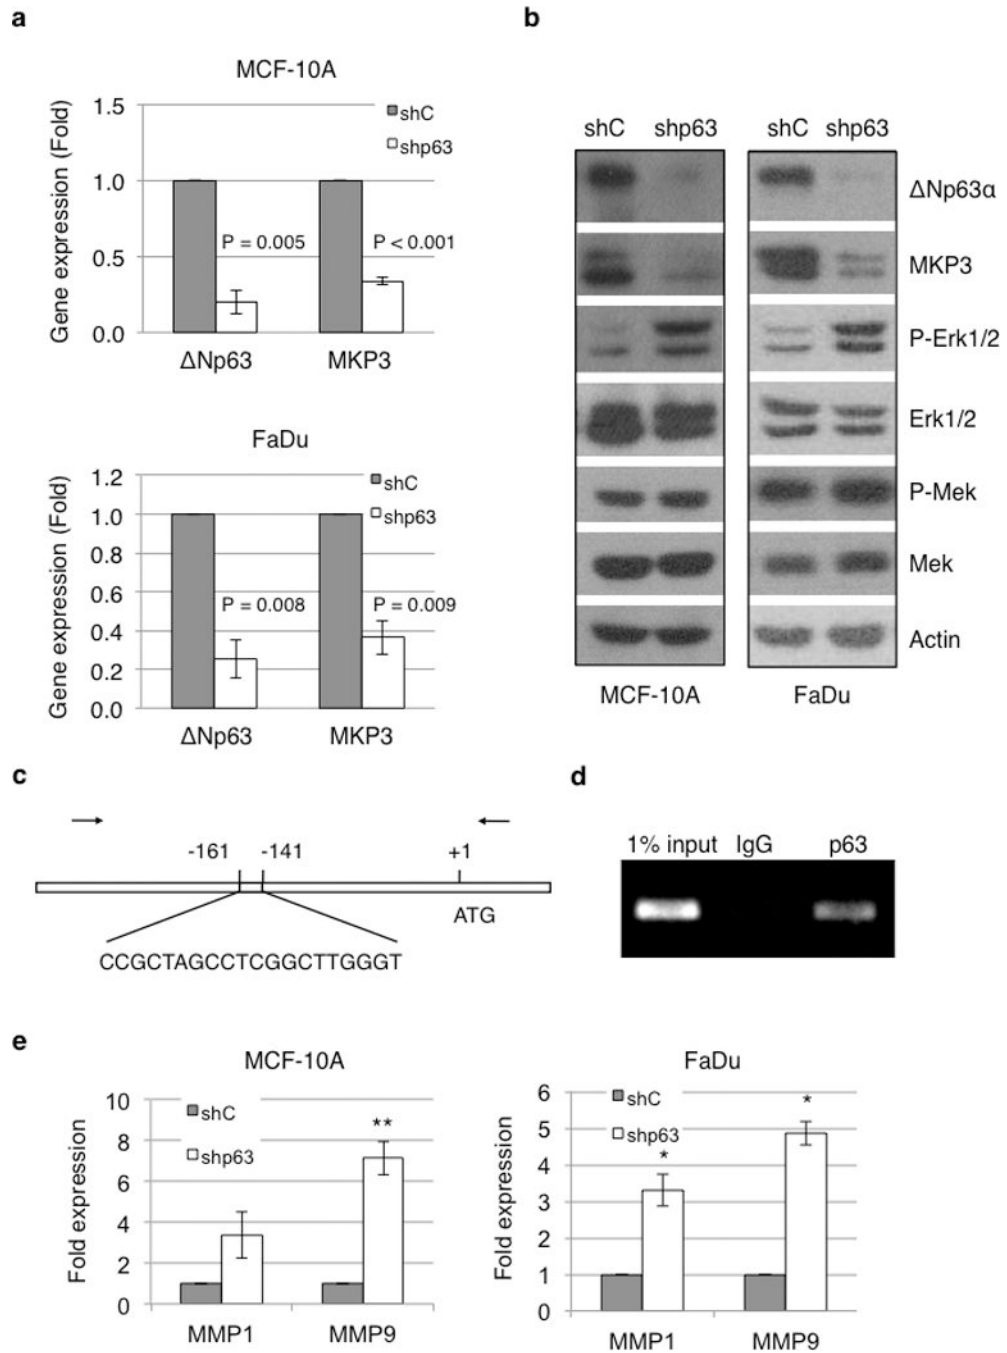 a
MCF-10A
Gene expression (Fold)
1.5
1.0
0.5
0.0
shC
shp63
P = 0.005
P < 0.001
ΔNp63
MKP3
FaDu
Gene expression (Fold)
1.2
1.0
0.8
0.6
0.4
0.2
0.0
shC
shp63
P = 0.008
P = 0.009
ΔNp63
MKP3
b
shC shp63 shC shp63
ΔNp63α
MKP3
P-Erk1/2
Erk1/2
P-Mek
Mek
Actin
MCF-10A FaDu
c
-161 -141 +1
ATG
CCGCTAGCCTCGGCTTGGGT
d
1% input IgG p63
e
MCF-10A
Fold expression
10
8
6
4
2
0
shC
shp63
**
MMP1 MMP9
FaDu
Fold expression
6
5
4
3
2
1
0
shC
shp63
*
*
MMP1 MMP9